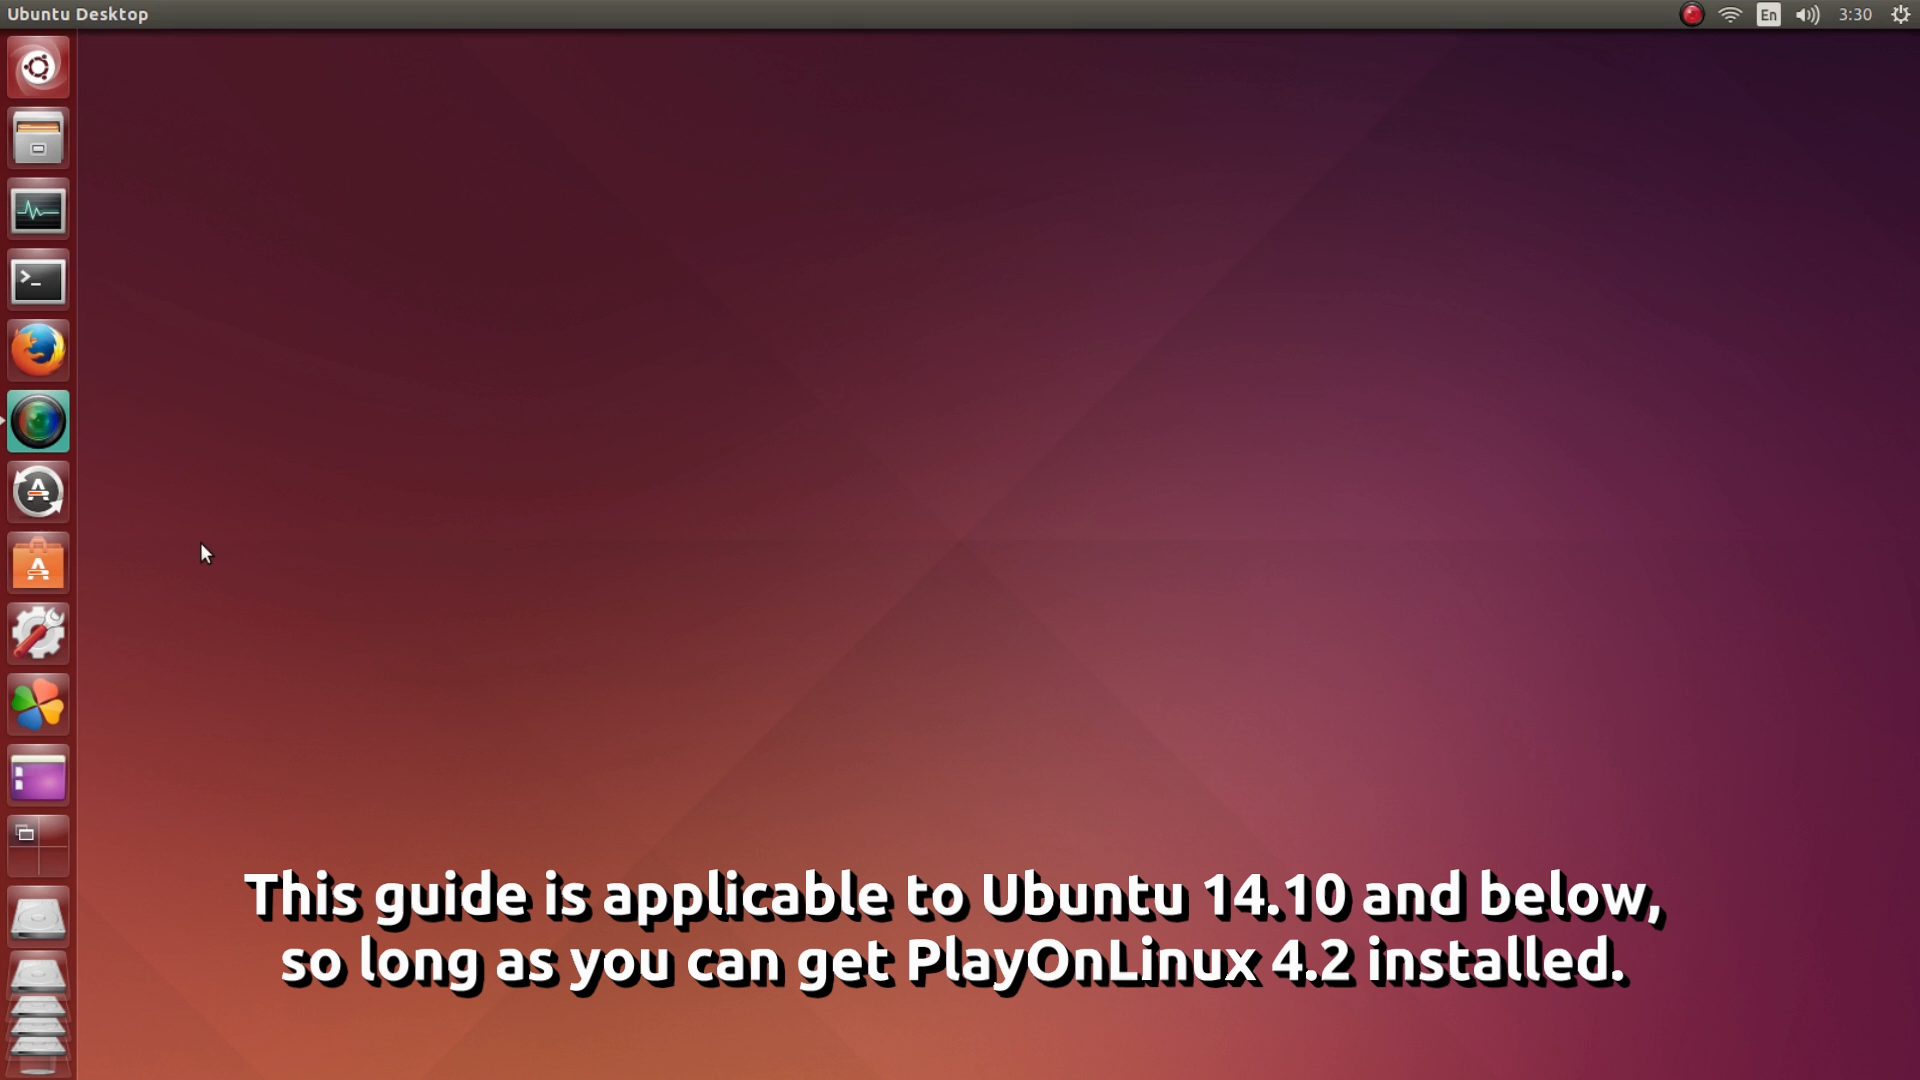 Ubuntu Desktop
En
3:30
This guide is applicable to Ubuntu 14.10 and below,
so long as you can get PlayOnLinux 4.2 installed.